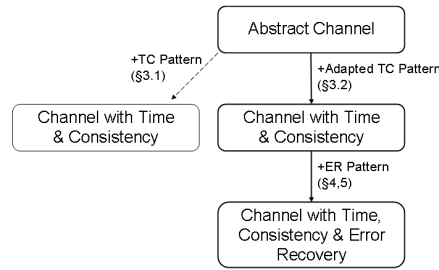 Abstract Channel
+TC Pattern
(§3.1)
+Adapted TC Pattern
(§3.2)
Channel with Time
& Consistency
Channel with Time
& Consistency
+ER Pattern
(§4,5)
Channel with Time,
Consistency & Error
Recovery